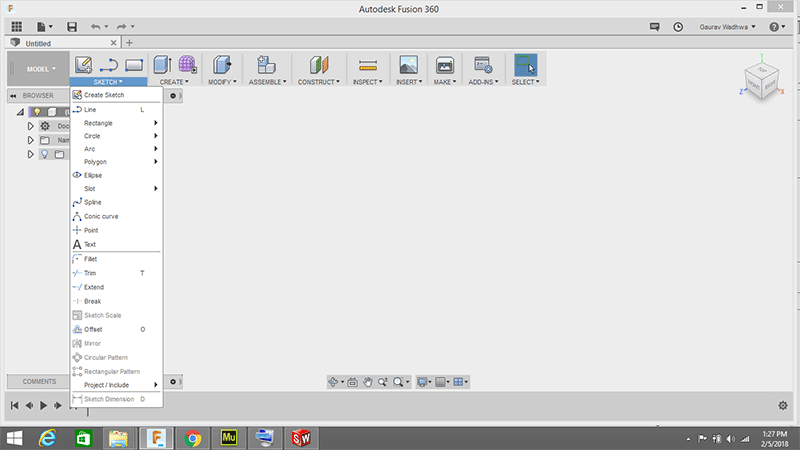 Autodesk Fusion 360
Gaurav Wadhwa
Untitled
MODEL
SKETCH
CREATE
MODIFY
ASSEMBLE
CONSTRUCT
INSPECT
INSERT
MAKE
ADD-INS
SELECT
BROWSER
Create Sketch
Line L
Rectangle
Circle
Doc
Arc
Nam
Polygon
Ellipse
Slot
Spline
Conic curve
Point
Text
Fillet
Trim T
Extend
Break
Sketch Scale
Offset O
Mirror
Circular Pattern
Rectangular Pattern
COMMENTS
Project / Include
Sketch Dimension D
TOP
Y
Z
X
Mu
SW
1:27 PM
2/5/2018